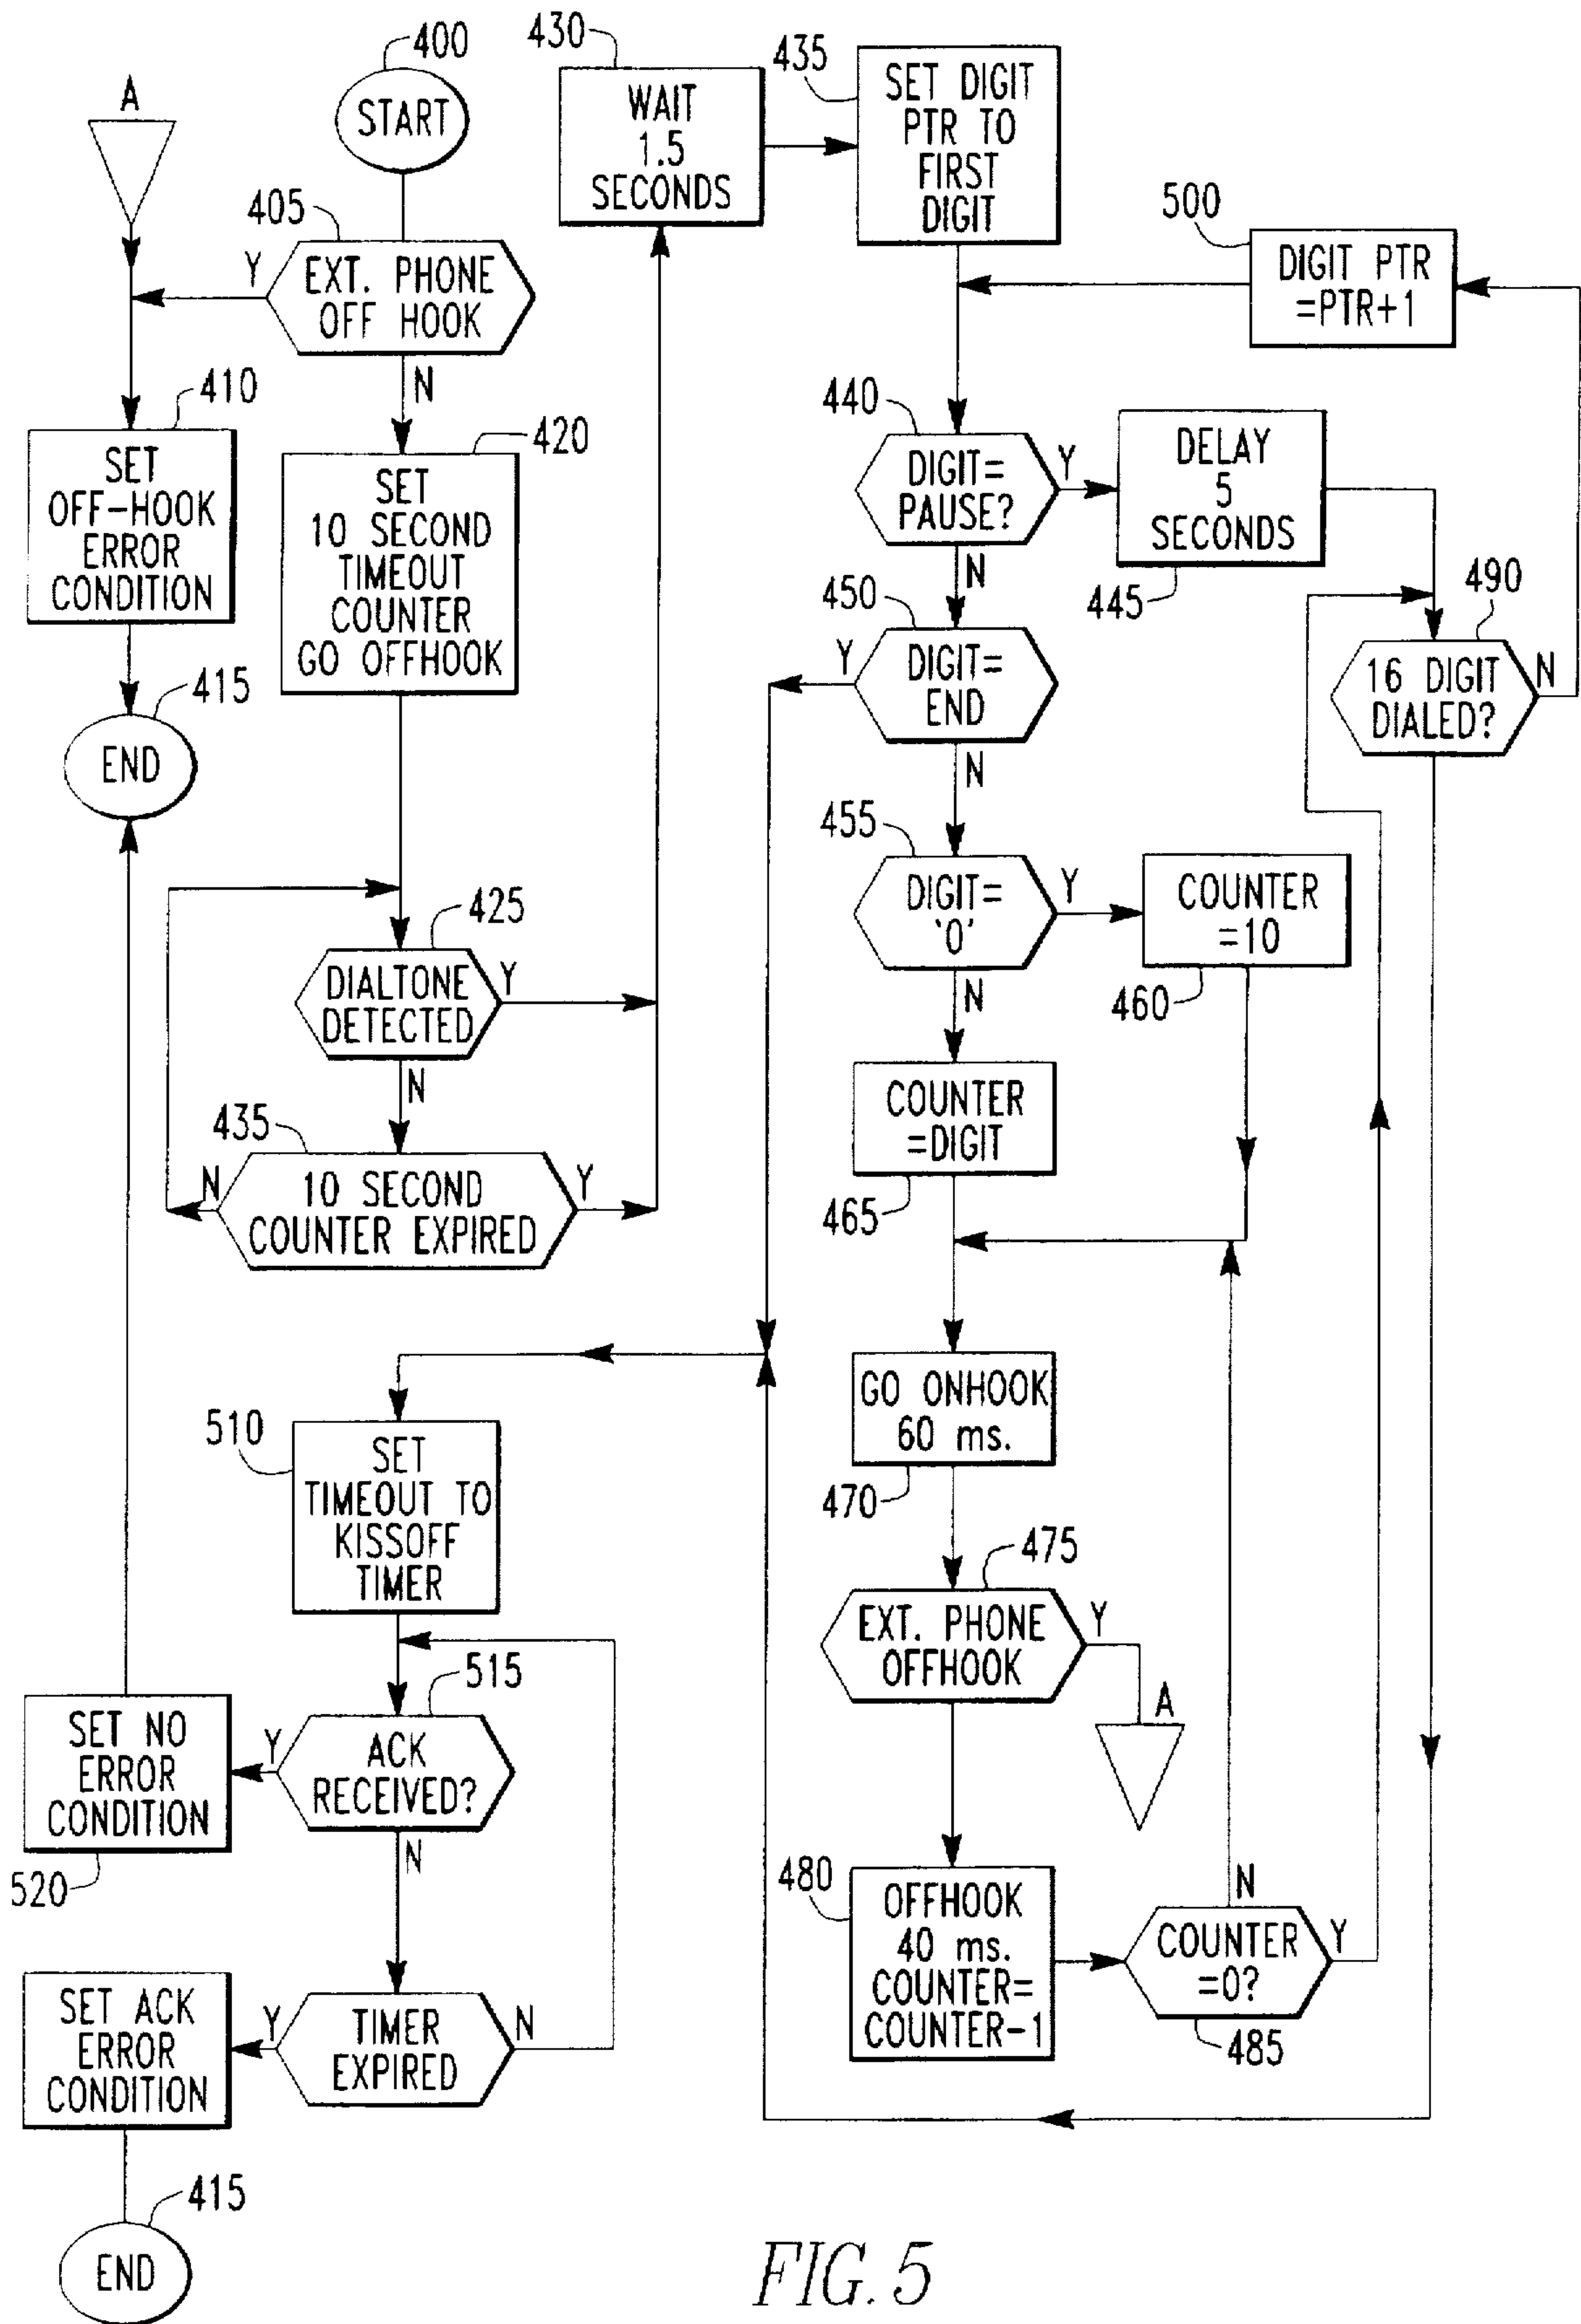 400
START
A
405
EXT. PHONE
OFF HOOK
Y
N
410
SET
OFF-HOOK
ERROR
CONDITION
415
END
420
SET
10 SECOND
TIMEOUT
COUNTER
GO OFFHOOK
425
DIALTONE
DETECTED
Y
N
435
10 SECOND
COUNTER EXPIRED
N
Y
430
WAIT
1.5
SECONDS
435
SET DIGIT
PTR TO
FIRST
DIGIT
500
DIGIT PTR
=PTR+1
440
DIGIT=
PAUSE?
Y
N
DELAY
5
SECONDS
445
450
DIGIT=
END
Y
N
490
16 DIGIT
DIALED?
N
455
DIGIT=
'0'
Y
N
COUNTER
=10
460
COUNTER
=DIGIT
465
GO ONHOOK
60 ms.
470
475
EXT. PHONE
OFFHOOK
Y
A
480
OFFHOOK
40 ms.
COUNTER=
COUNTER-1
COUNTER
=0?
N
Y
485
510
SET
TIMEOUT TO
KISSOFF
TIMER
515
ACK
RECEIVED?
Y
N
SET NO
ERROR
CONDITION
520
TIMER
EXPIRED
Y
N
SET ACK
ERROR
CONDITION
415
END
FIG. 5